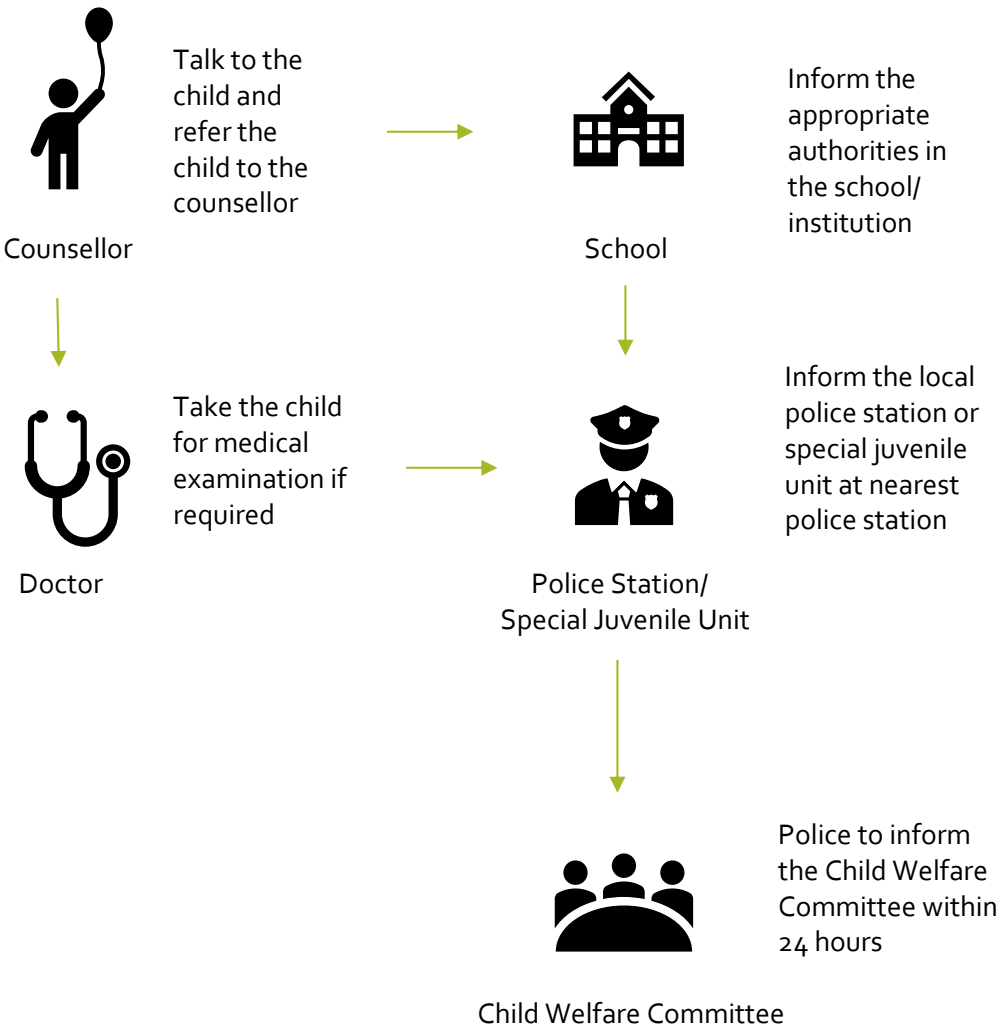 Talk to the
child and
refer the
child to the
counsellor
Counsellor
Inform the
appropriate
authorities in
the school/
institution
School
Take the child
for medical
examination if
required
Doctor
Inform the local
police station or
special juvenile
unit at nearest
police station
Police Station/
Special Juvenile Unit
Police to inform
the Child Welfare
Committee within
24 hours
Child Welfare Committee